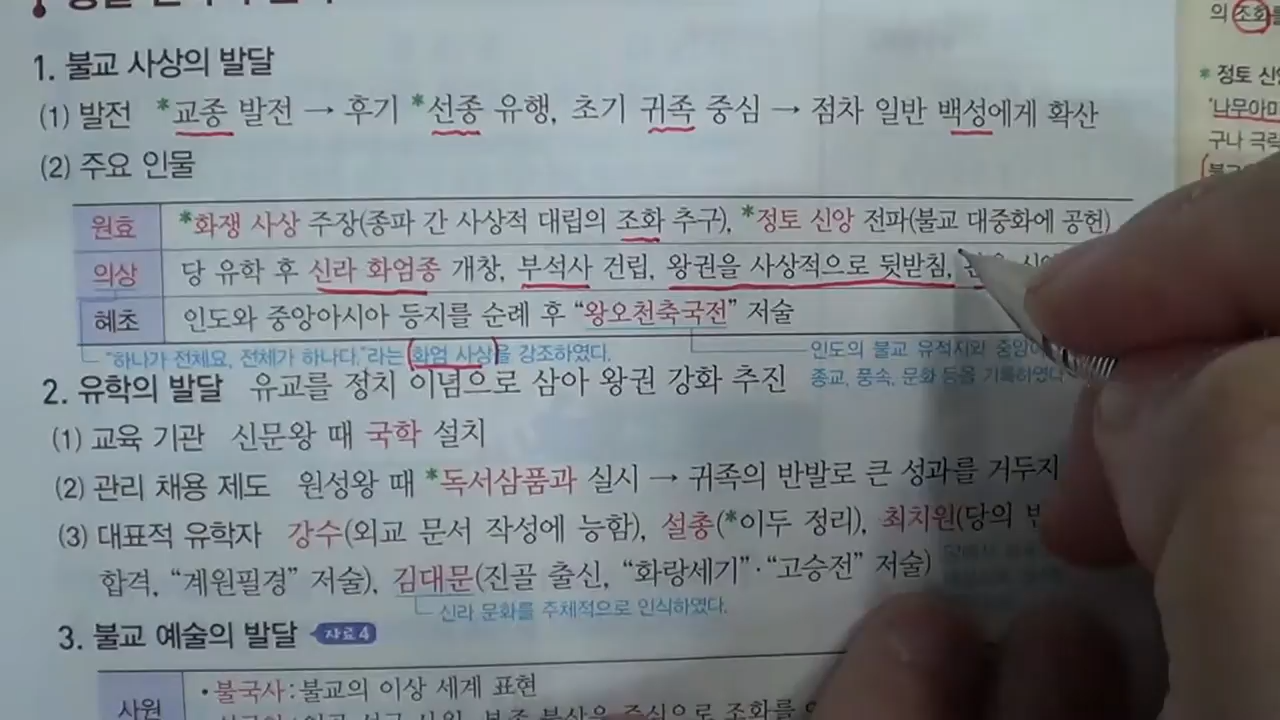 1. 불교 사상의 발달
(1) 발전 *교종 발전 → 후기 *선종 유행, 초기 귀족 중심 → 점차 일반 백성에게 확산
(2) 주요 인물
원효 *화쟁 사상 주장(종파 간 사상적 대립의 조화 추구), *정토 신앙 전파(불교 대중화에 공헌)
의상 당 유학 후 신라 화엄종 개창, 부석사 건립, 왕권을 사상적으로 뒷받침,
혜초 인도와 중앙아시아 등지를 순례 후 “왕오천축국전” 저술
“하나가 전체요, 전체가 하나다.”라는 화엄 사상을 강조하였다.
인도의 불교 유적지와 중앙아
종교, 풍속, 문화 등을 기록하였다
2. 유학의 발달 유교를 정치 이념으로 삼아 왕권 강화 추진
(1) 교육 기관 신문왕 때 국학 설치
(2) 관리 채용 제도 원성왕 때 *독서삼품과 실시 → 귀족의 반발로 큰 성과를 거두지
(3) 대표적 유학자 강수(외교 문서 작성에 능함), 설총(*이두 정리), 최치원(당의 빈
합격, “계원필경” 저술), 김대문(진골 출신, “화랑세기”·“고승전” 저술)
신라 문화를 주체적으로 인식하였다.
3. 불교 예술의 발달 자료4
사원 • 불국사 : 불교의 이상 세계 표현
의 조화를
* 정토 신앙
‘나무아미
구나 극락